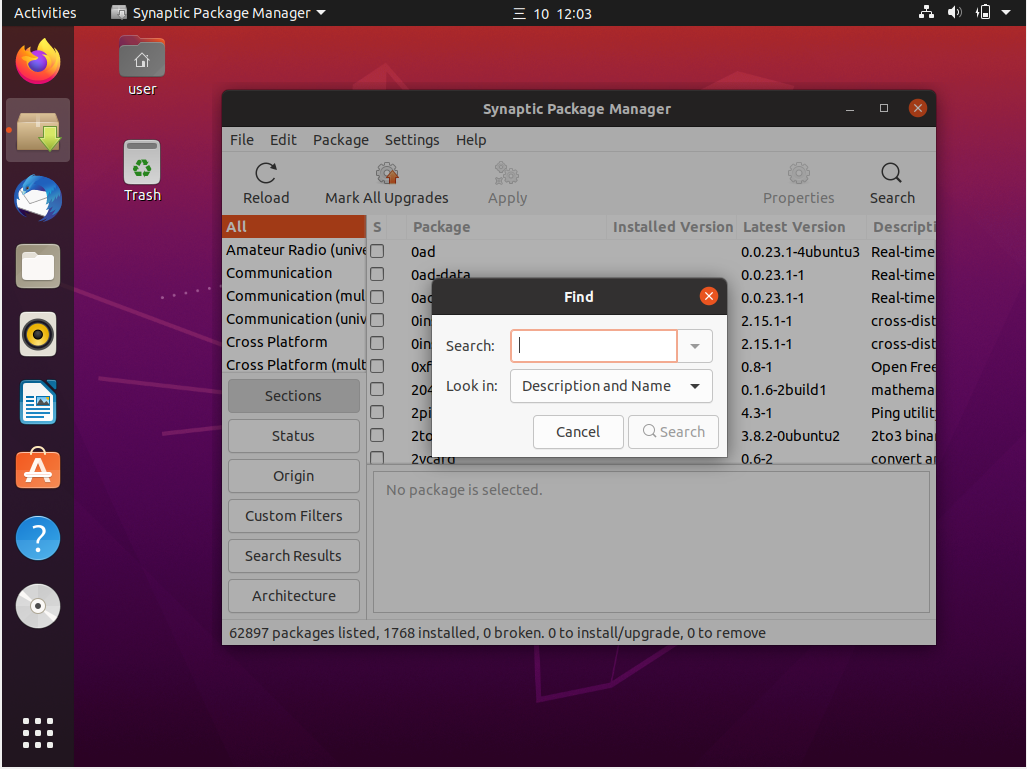 Activities
Synaptic Package Manager
三 10 12:03
user
Trash
Synaptic Package Manager
File Edit Package Settings Help
Reload Mark All Upgrades Apply Properties Search
All
Amateur Radio (unive
Communication
Communication (mul
Communication (univ
Cross Platform
Cross Platform (mult
Sections
Status
Origin
Custom Filters
Search Results
Architecture
S Package Installed Version Latest Version Descripti
0ad 0.0.23.1-4ubuntu3 Real-time
0ad-data 0.0.23.1-1 Real-time
0ad 0.0.23.1-1 Real-time
0in 2.15.1-1 cross-dist
0in 2.15.1-1 cross-dist
0xf 0.8-1 Open Free
204 0.1.6-2build1 mathema
2pi 4.3-1 Ping utility
2to 3.8.2-0ubuntu2 2to3 binar
2vcard 0.6-2 convert ar
Find
Search:
Look in: Description and Name
Cancel Search
No package is selected.
62897 packages listed, 1768 installed, 0 broken. 0 to install/upgrade, 0 to remove